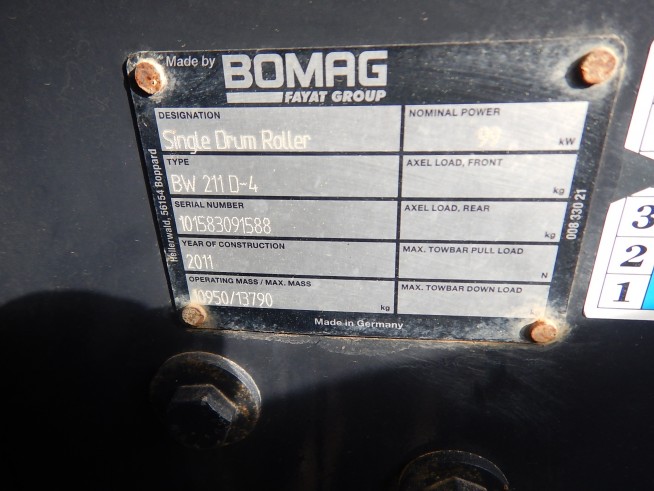 Made by BOMAG
FAYAT GROUP
DESIGNATION
Single Drum Roller
NOMINAL POWER
kW
TYPE
BW 211 D-4
AXEL LOAD, FRONT
kg
SERIAL NUMBER
101583091588
AXEL LOAD, REAR
kg
YEAR OF CONSTRUCTION
2011
MAX. TOWBAR PULL LOAD
N
OPERATING MASS / MAX. MASS
10950/13790
kg
MAX. TOWBAR DOWN LOAD
Made in Germany
Hellerwald, 56154 Boppard
008 330 21
3
2
1